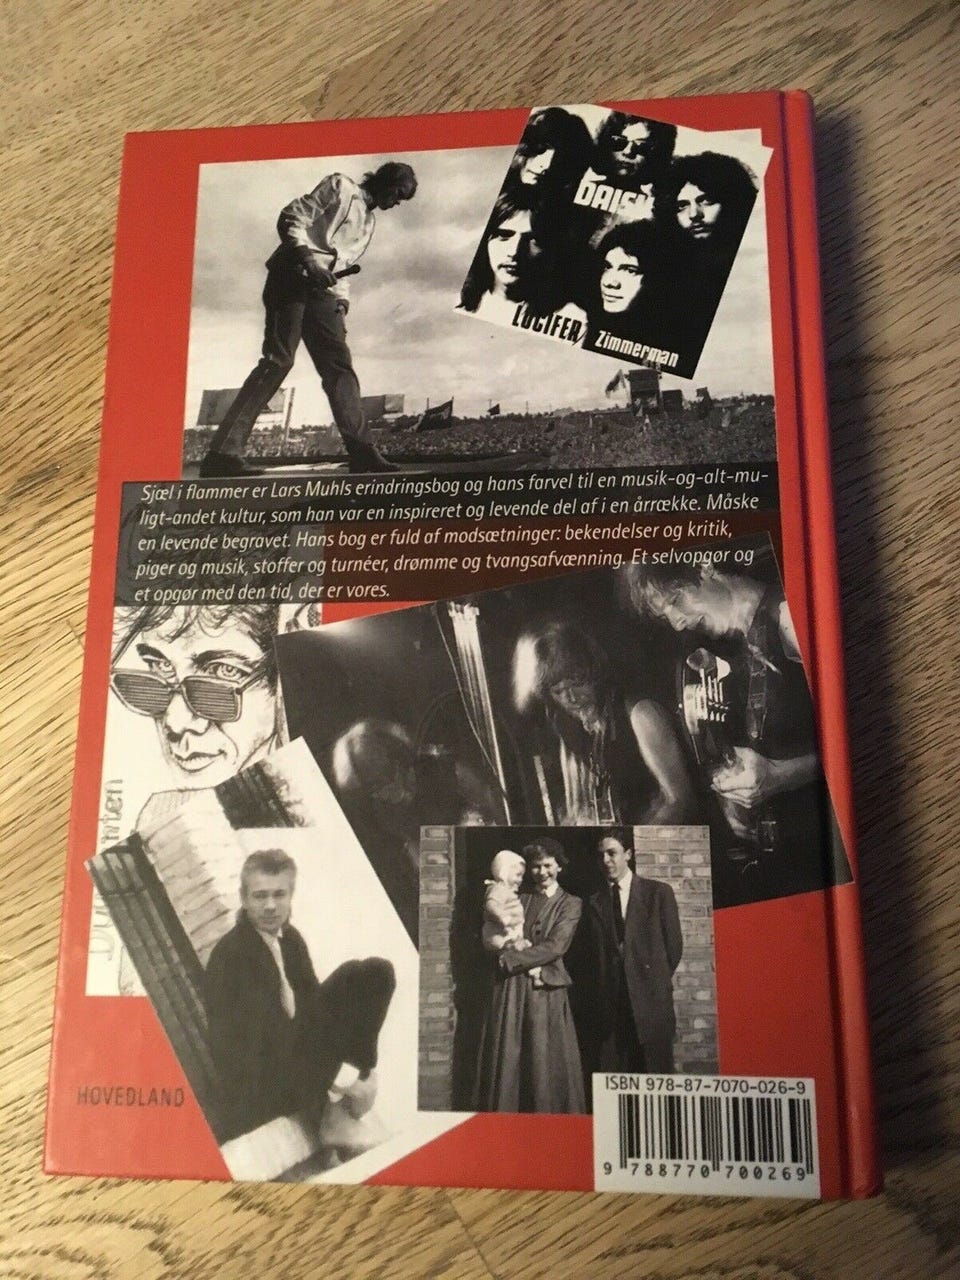 DAISY
LUCIFER
Zimmerman
Sjæl i flammer er Lars Muhls erindringsbog og hans farvel til en musik-og-alt-mu-
ligt-andet kultur, som han var en inspireret og levende del af i en årrække. Måske
en levende begravet. Hans bog er fuld af modsætninger: bekendelser og kritik,
piger og musik, stoffer og turnéer, drømme og tvangsafvænning. Et selvopgør og
et opgør med den tid, der er vores.
HOVEDLAND
ISBN 978-87-7070-026-9
9 788770 700269